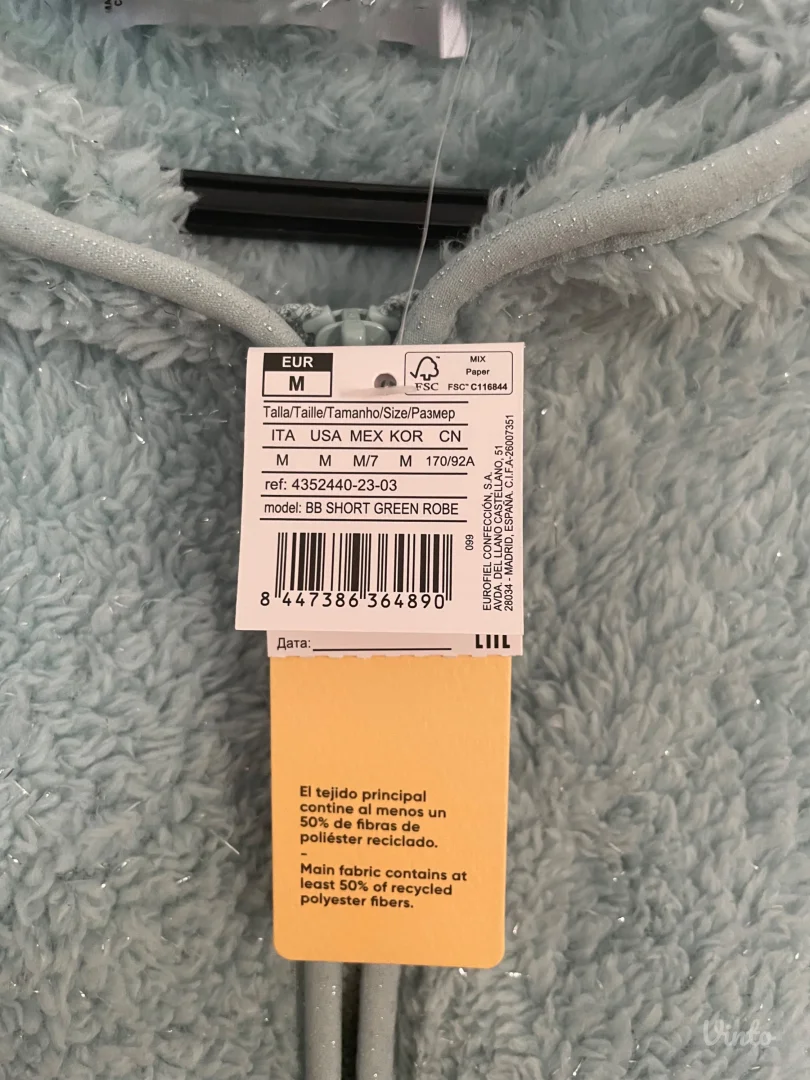 EUR
M
FSC
MIX
Paper
FSC™ C116844
Talla/Taille/Tamanho/Size/Размер
ITA USA MEX KOR CN
M M M/7 M 170/92A
ref: 4352440-23-03
model: BB SHORT GREEN ROBE
099
8 447386 364890
EUROFIEL CONFECCIÓN, S.A.
AVDA. DEL LLANO CASTELLANO, 51
28034 - MADRID, ESPAÑA. C.I.F.A-26007351
Дата:
El tejido principal
contine al menos un
50% de fibras de
poliéster reciclado.
-
Main fabric contains at
least 50% of recycled
polyester fibers.